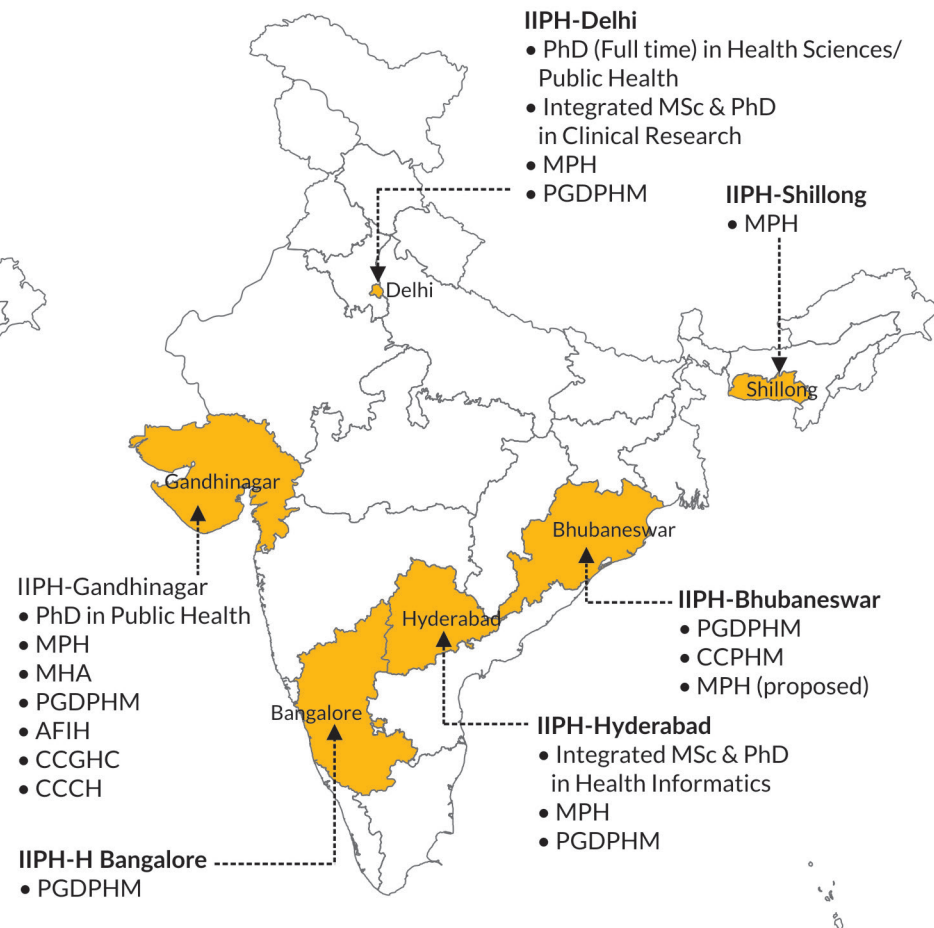 IIPH-Delhi
• PhD (Full time) in Health Sciences/
Public Health
• Integrated MSc & PhD
in Clinical Research
• MPH
• PGDPHM
IIPH-Shillong
• MPH
Delhi
Shillong
Gandhinagar
Bhubaneswar
Hyderabad
Bangalore
IIPH-Gandhinagar
• PhD in Public Health
• MPH
• MHA
• PGDPHM
• AFIH
• CCGHC
• CCCH
IIPH-Bhubaneswar
• PGDPHM
• CCPHM
• MPH (proposed)
IIPH-Hyderabad
• Integrated MSc & PhD
in Health Informatics
• MPH
• PGDPHM
IIPH-H Bangalore
• PGDPHM